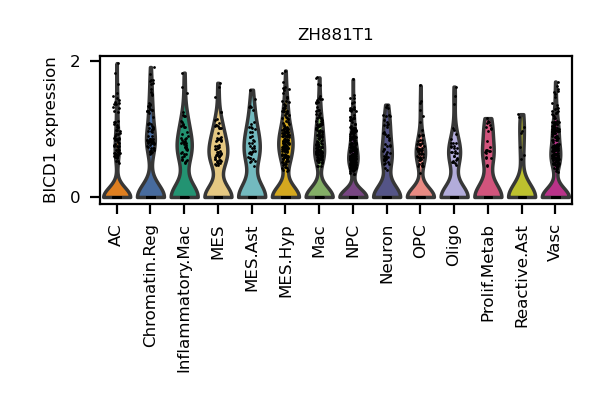 ZH881T1
BICD1 expression
2
0
AC
Chromatin.Reg
Inflammatory.Mac
MES
MES.Ast
MES.Hyp
Mac
NPC
Neuron
OPC
Oligo
Prolif.Metab
Reactive.Ast
Vasc